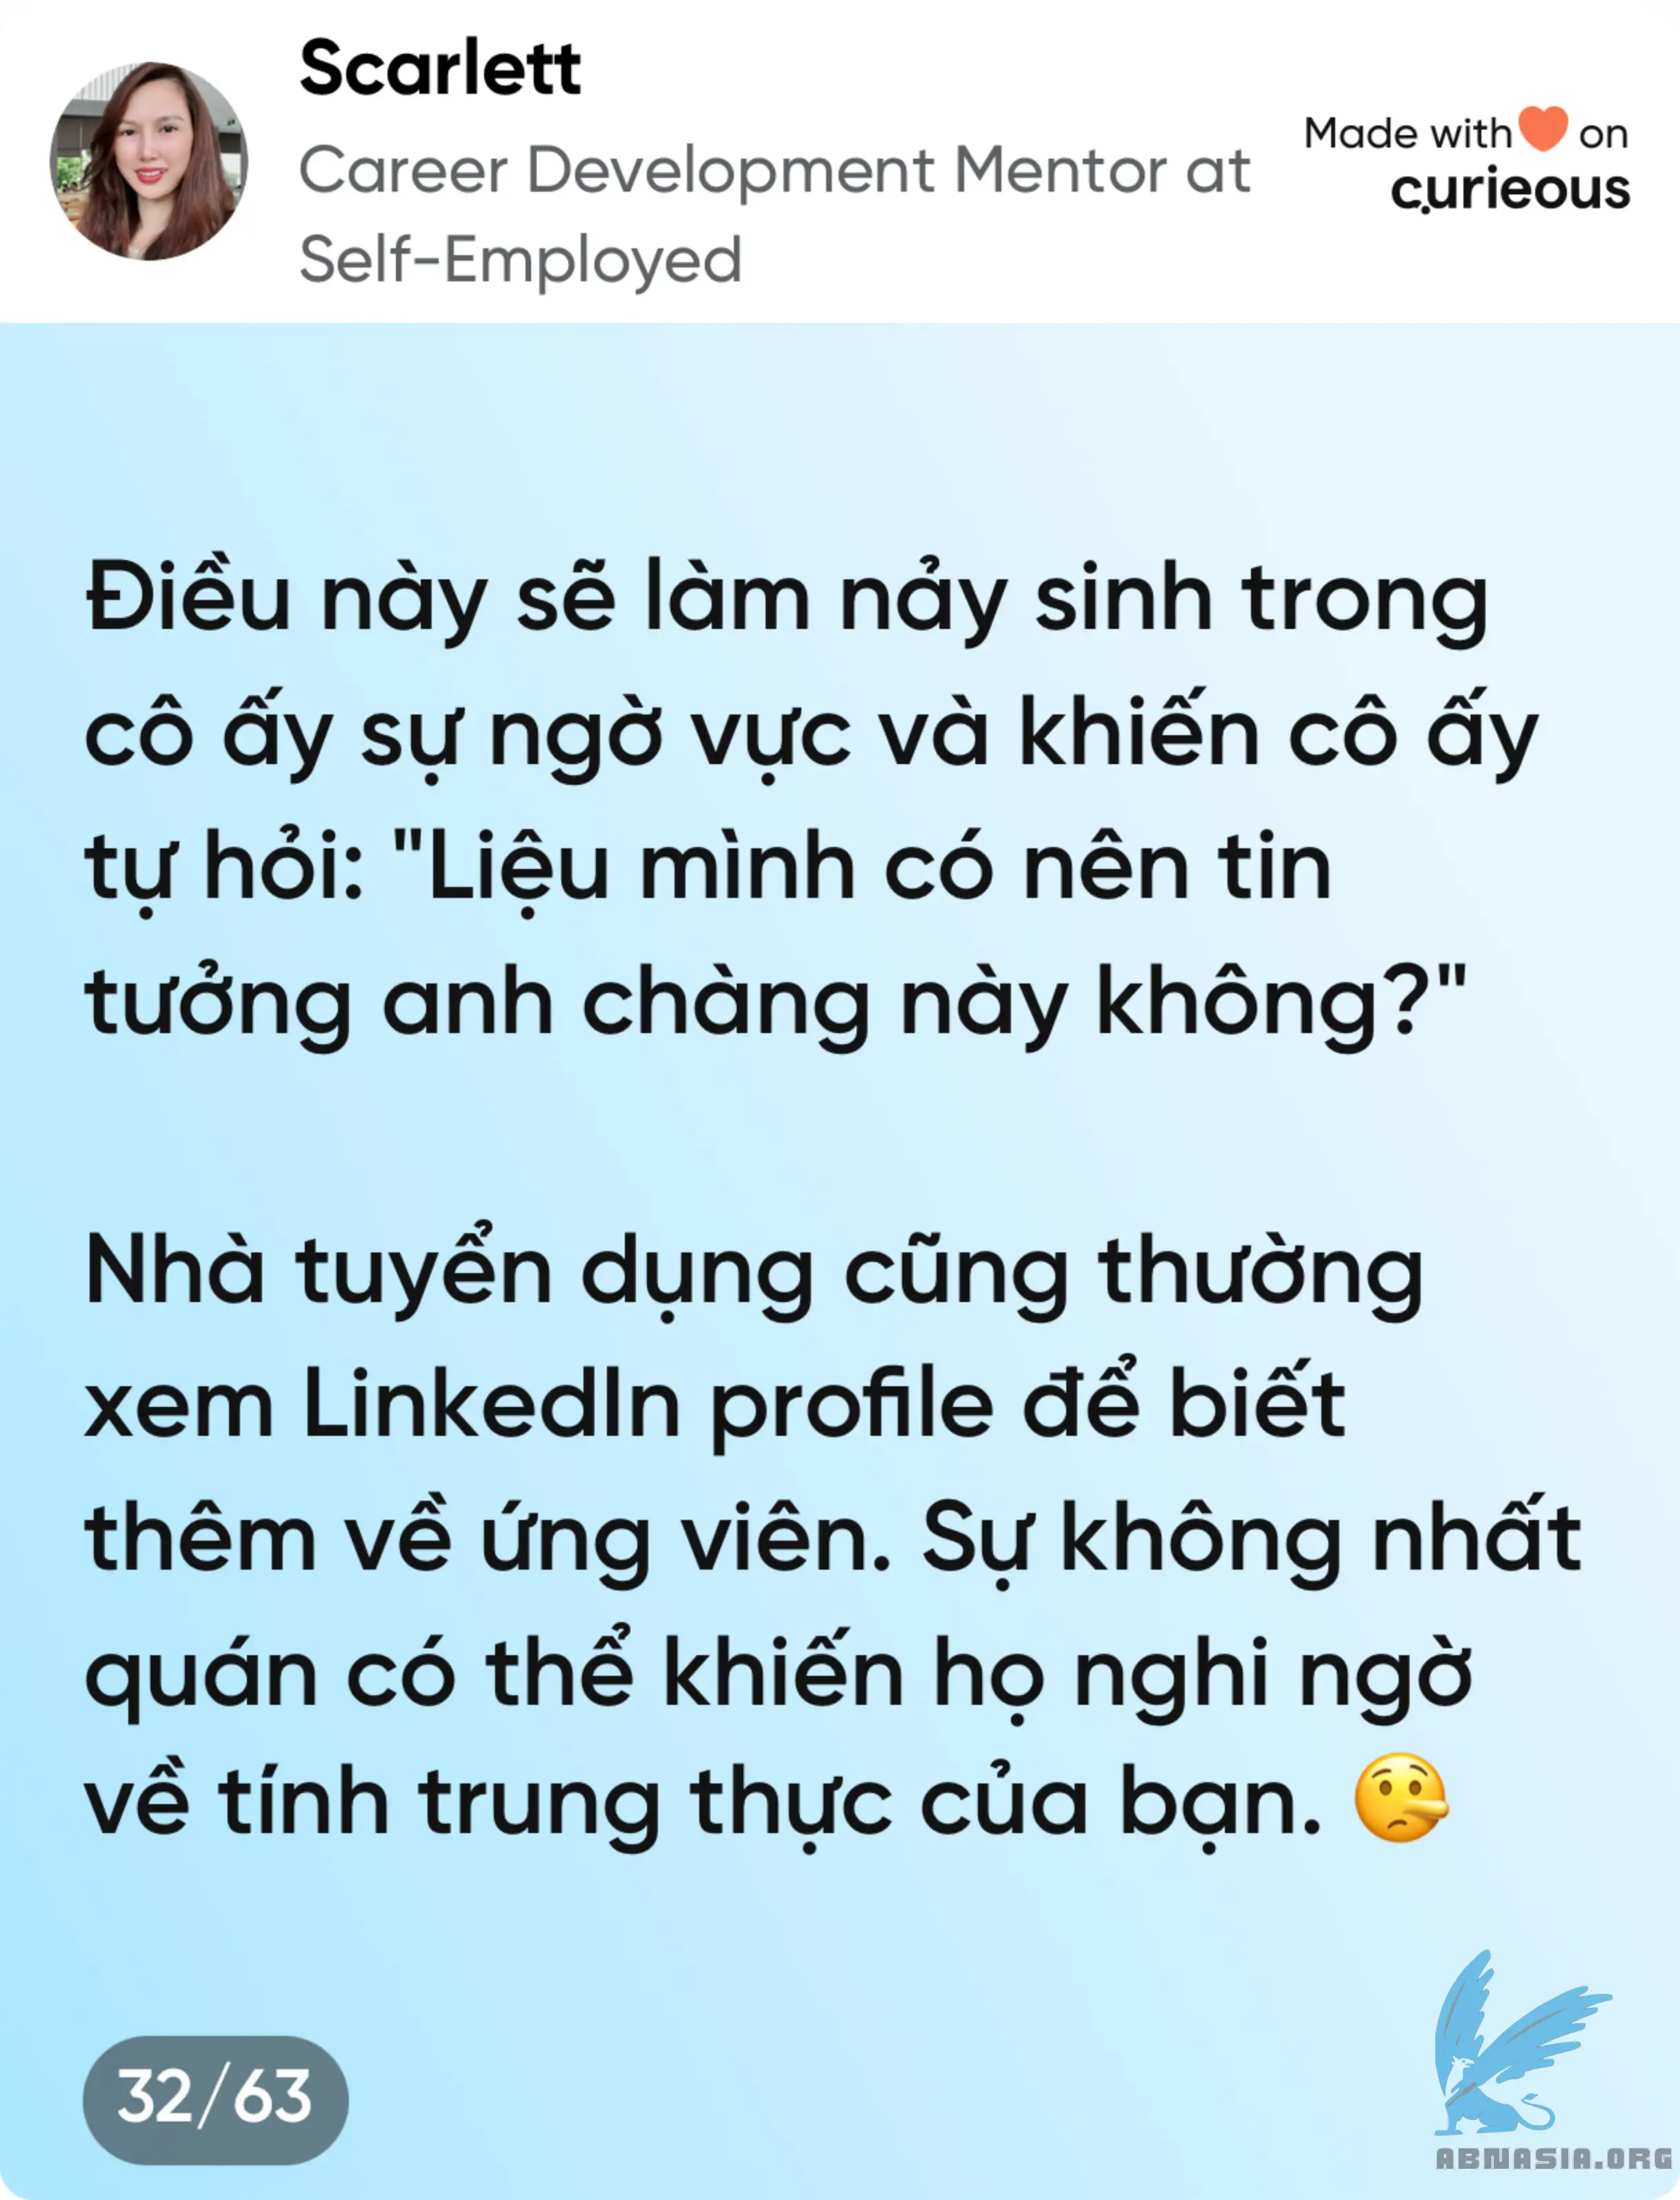 Scarlett
Career Development Mentor at
Self-Employed
Made with🧡on
curieous
Điều này sẽ làm nảy sinh trong
cô ấy sự ngờ vực và khiến cô ấy
tự hỏi: "Liệu mình có nên tin
tưởng anh chàng này không?"
Nhà tuyển dụng cũng thường
xem LinkedIn profile để biết
thêm về ứng viên. Sự không nhất
quán có thể khiến họ nghi ngờ
về tính trung thực của bạn. 🤥
32/63
ABNASIA.ORG